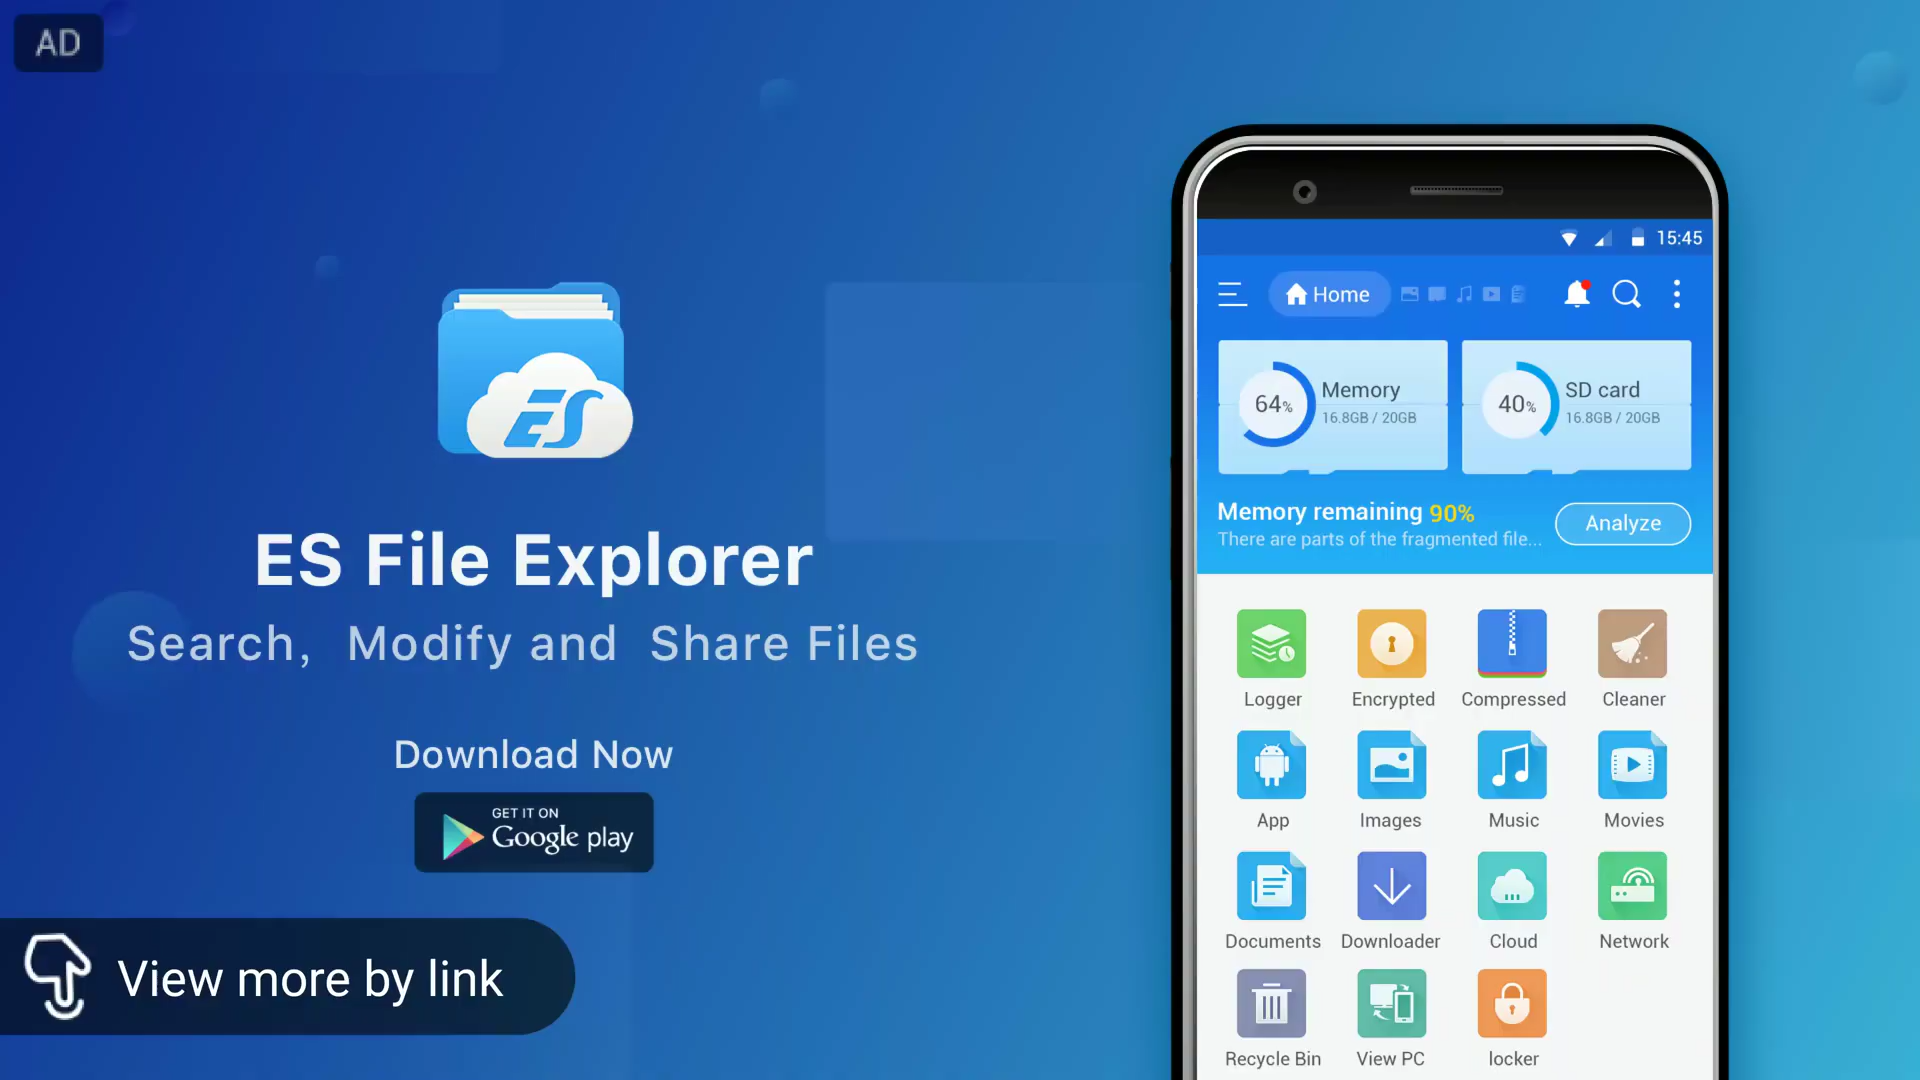 AD
ES
ES File Explorer
Search, Modify and Share Files
Download Now
GET IT ON
Google play
View more by link
15:45
Home
64%
Memory
16.8GB / 20GB
40%
SD card
16.8GB / 20GB
Memory remaining 90%
There are parts of the fragmented file...
Analyze
Logger
Encrypted
Compressed
Cleaner
App
Images
Music
Movies
Documents
Downloader
Cloud
Network
Recycle Bin
View PC
locker